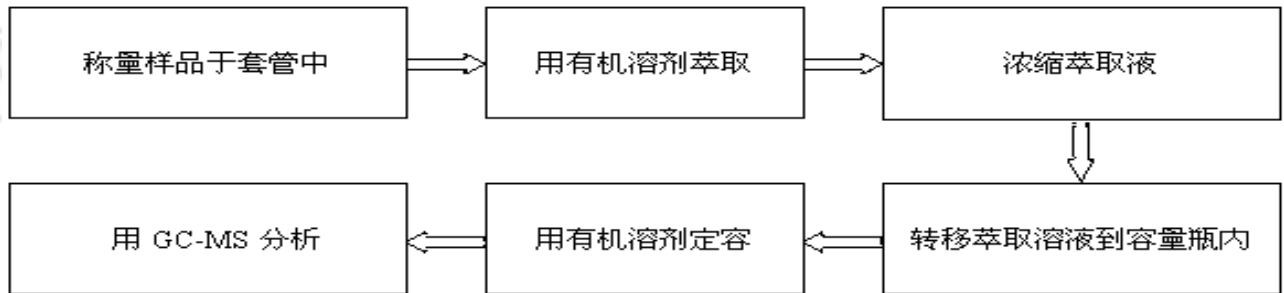 称量样品于套管中
用有机溶剂萃取
浓缩萃取液
转移萃取溶液到容量瓶内
用有机溶剂定容
用 GC-MS 分析